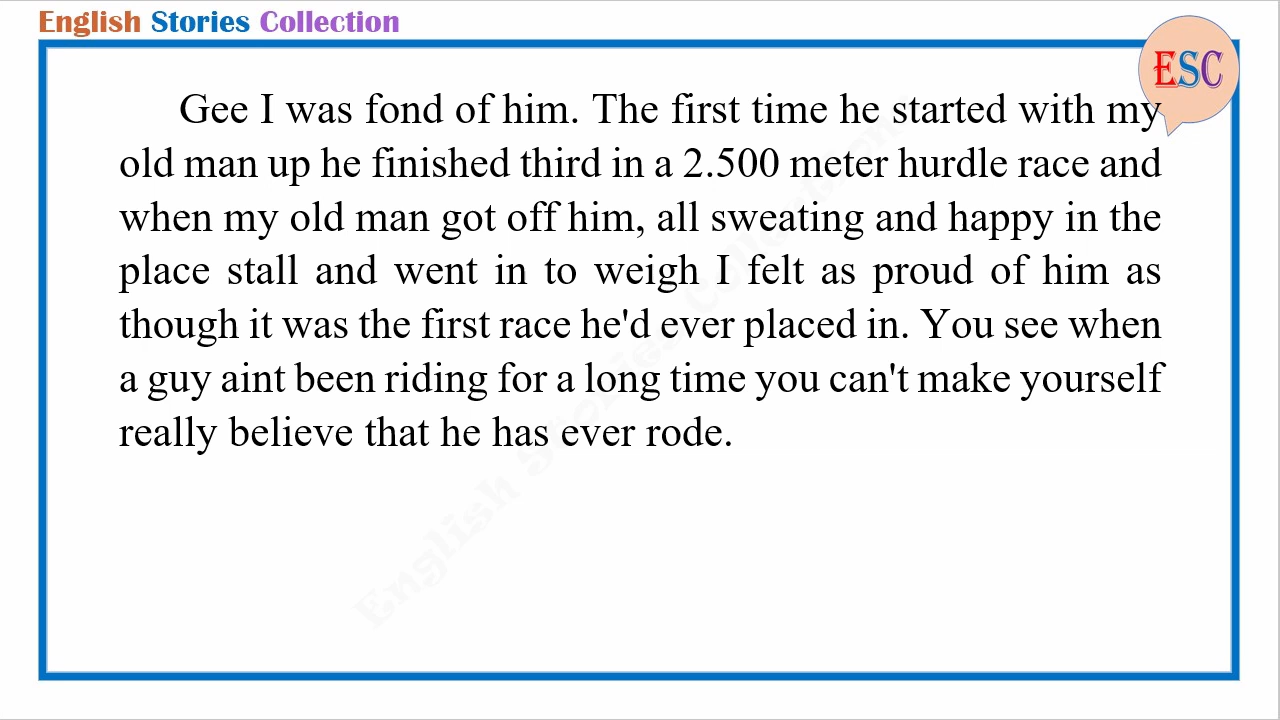 English Stories Collection
ESC
Gee I was fond of him. The first time he started with my
old man up he finished third in a 2.500 meter hurdle race and
when my old man got off him, all sweating and happy in the
place stall and went in to weigh I felt as proud of him as
though it was the first race he'd ever placed in. You see when
a guy aint been riding for a long time you can't make yourself
really believe that he has ever rode.
English Stories Collection